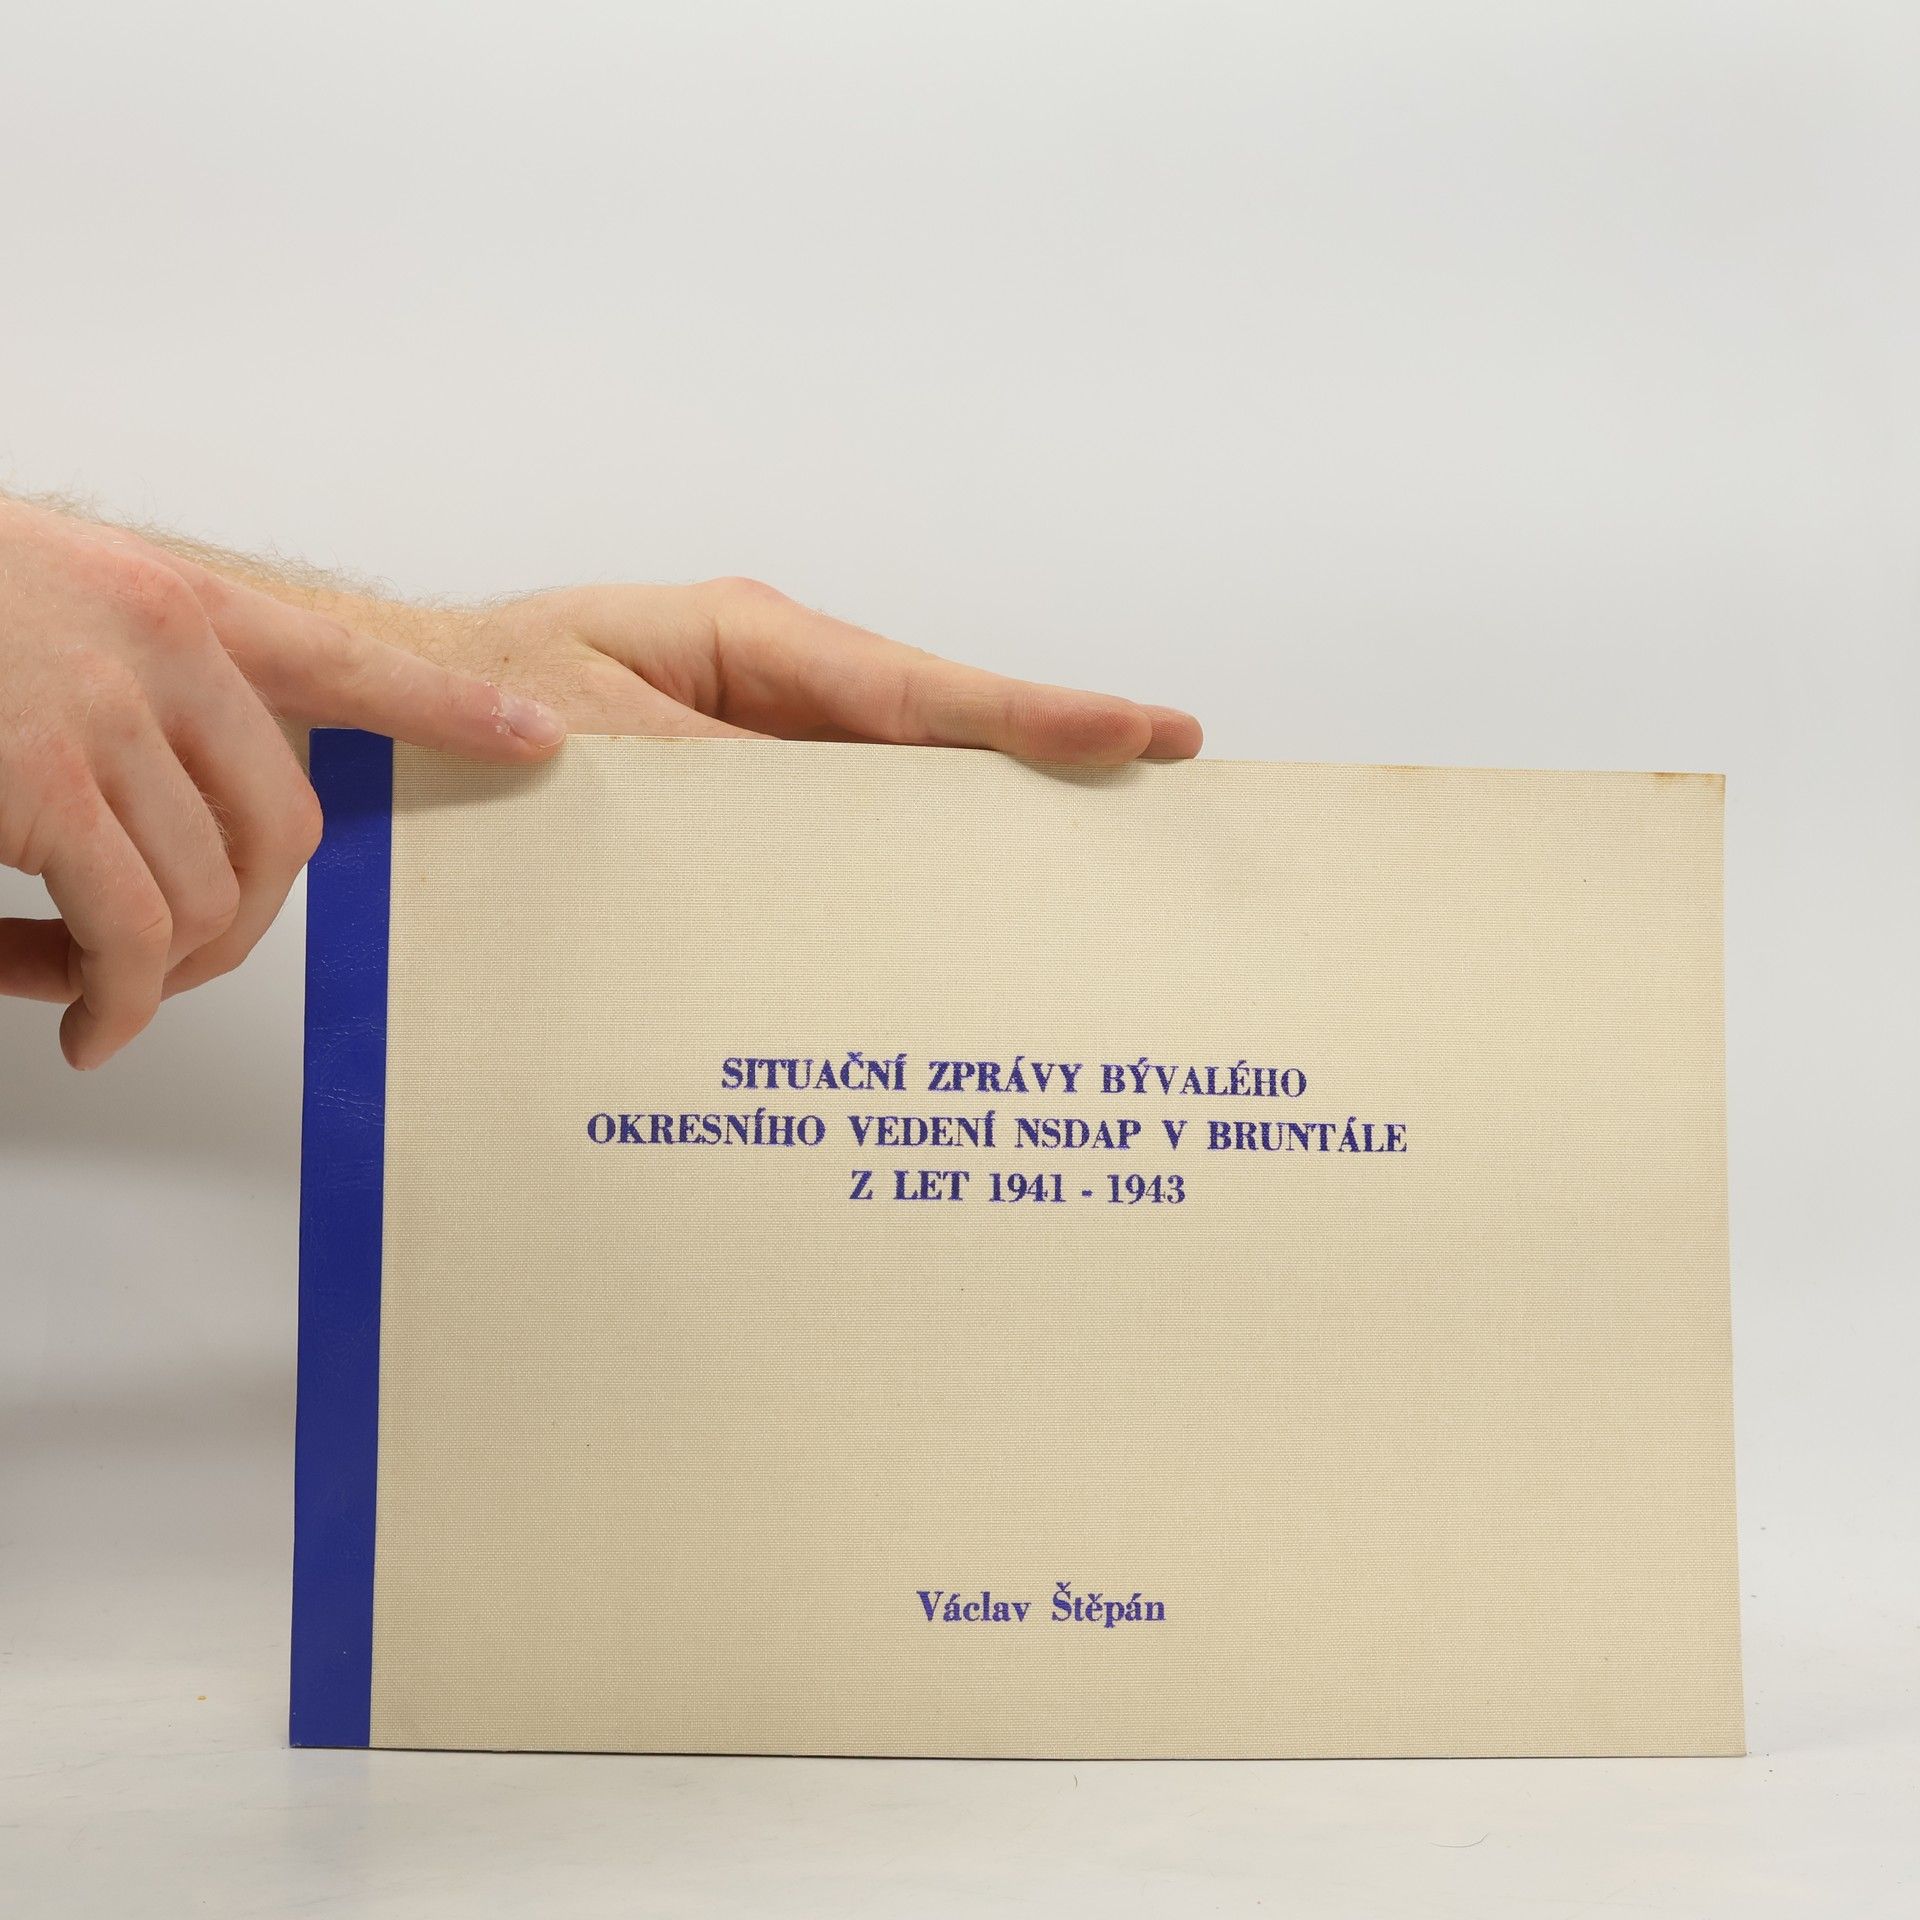 SITUAČNÍ ZPRÁVY BÝVALÉHO
OKRESNÍHO VEDENÍ NSDAP V BRUNTÁLE
Z LET 1941 - 1943
Václav Štěpán